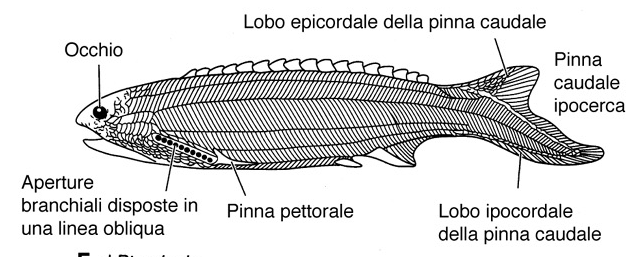 Lobo epicordale della pinna caudale
Occhio
Pinna
caudale
ipocerca
Aperture
branchiali disposte in
una linea obliqua
Pinna pettorale
Lobo ipocordale
della pinna caudale